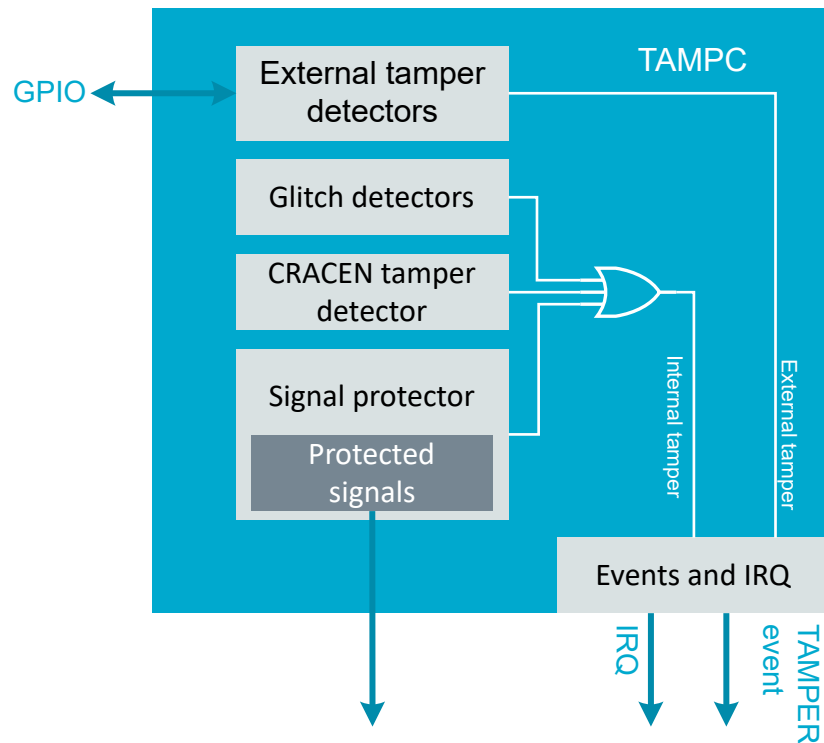 External tamper
detectors
TAMPC
GPIO
Glitch detectors
CRACEN tamper
detector
Signal protector
Protected
signals
Internal tamper
External tamper
Events and IRQ
IRQ
TAMPER
event